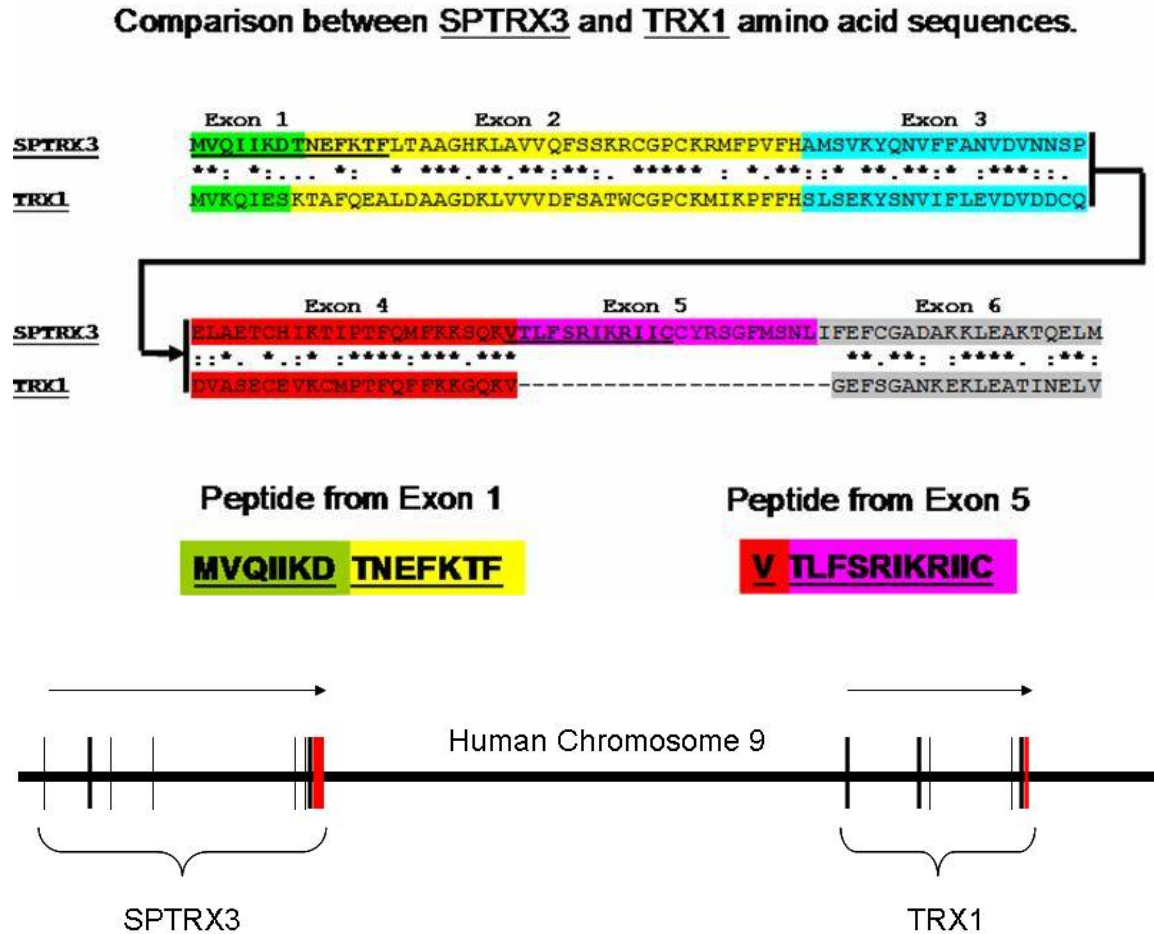 Comparison between SPTRX3 and TRX1 amino acid sequences.
Exon 1 Exon 2 Exon 3
SPTRX3 MVQIIKDTNEFKTFLTAAGHKLAVVQFSSKRCGPCKRMFPVFHAMSVKYQNVFFANVDVNNSP
TRX1 MVKQIESKTAFQEALDAAGDKLVVVDFSATWCGPCKMIKPFFHSLSEKYSNVIFLEVDVDDCQ
Exon 4 Exon 5 Exon 6
SPTRX3 ELAETCHIKTIPTFQMFKKSQKVTLFSRIKRIICCYRSGFMSNLIFEFCGADAKKLEAKTQELM
::*. *.:* ****:***.*** **.***. :****. :**:
TRX1 DVASECEVKCMPTFQFFKKGQKV-------------------GEFSGANKEKLEATINELV
Peptide from Exon 1 Peptide from Exon 5
MVQIIKD TNEFKTF V TLFSRIKRIIC
Human Chromosome 9
SPTRX3 TRX1